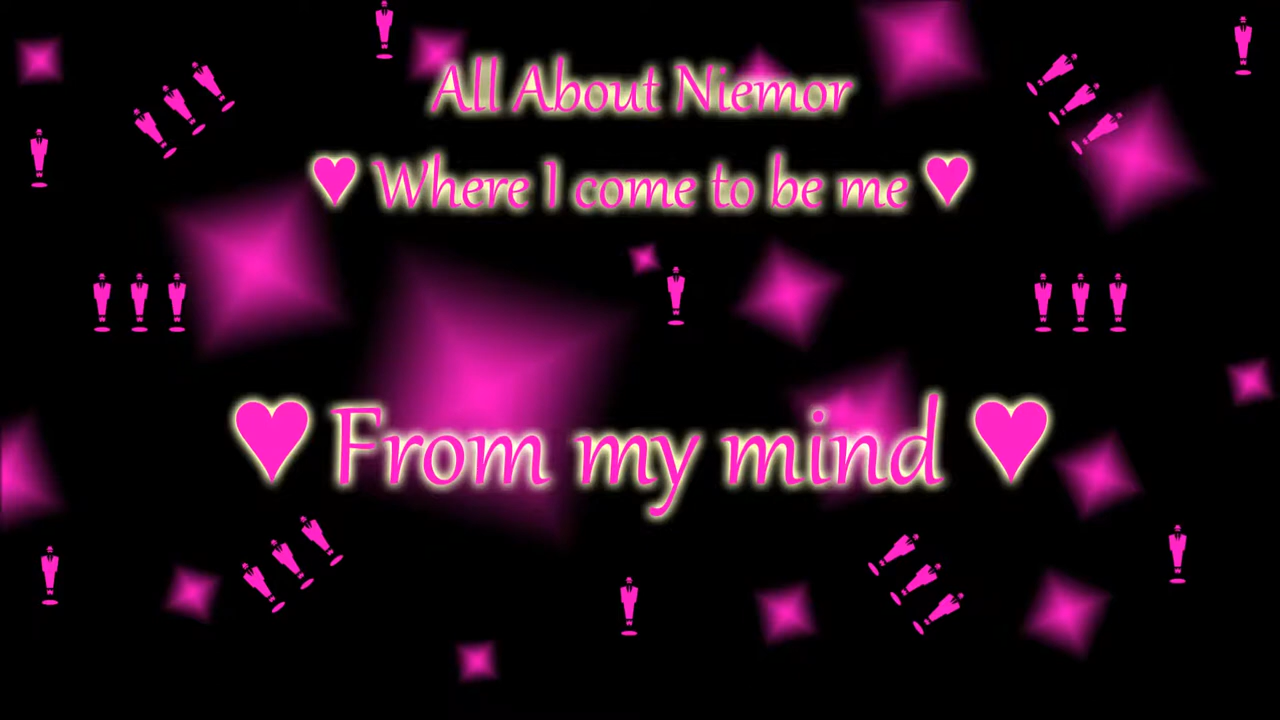 All About Niemor
♥ Where I come to be me ♥
♥ From my mind ♥